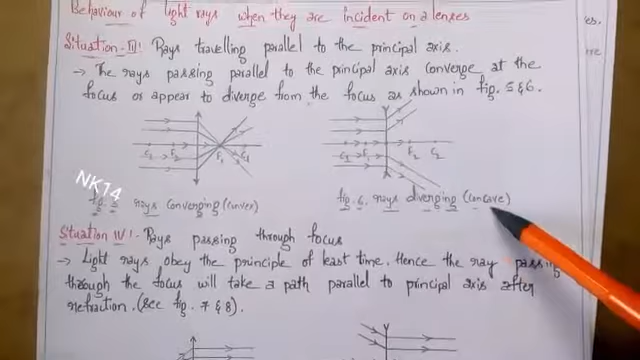 Behaviour of light rays when they are incident on a lenses
Situation-III: Rays travelling parallel to the principal axis.
→ The rays passing parallel to the principal axis converge at the
focus or appear to diverge from the focus as shown in fig. 5 & 6.
C2 F2 F1 C1
C1 F1 F2 C2
NK14
fig. 5 rays converging (convex)
fig. 6. rays diverging (concave)
Situation IV: Rays passing through focus
→ Light rays obey the principle of least time. Hence the ray passing
through the focus will take a path parallel to principal axis after
refraction. (see fig. 7 & 8).